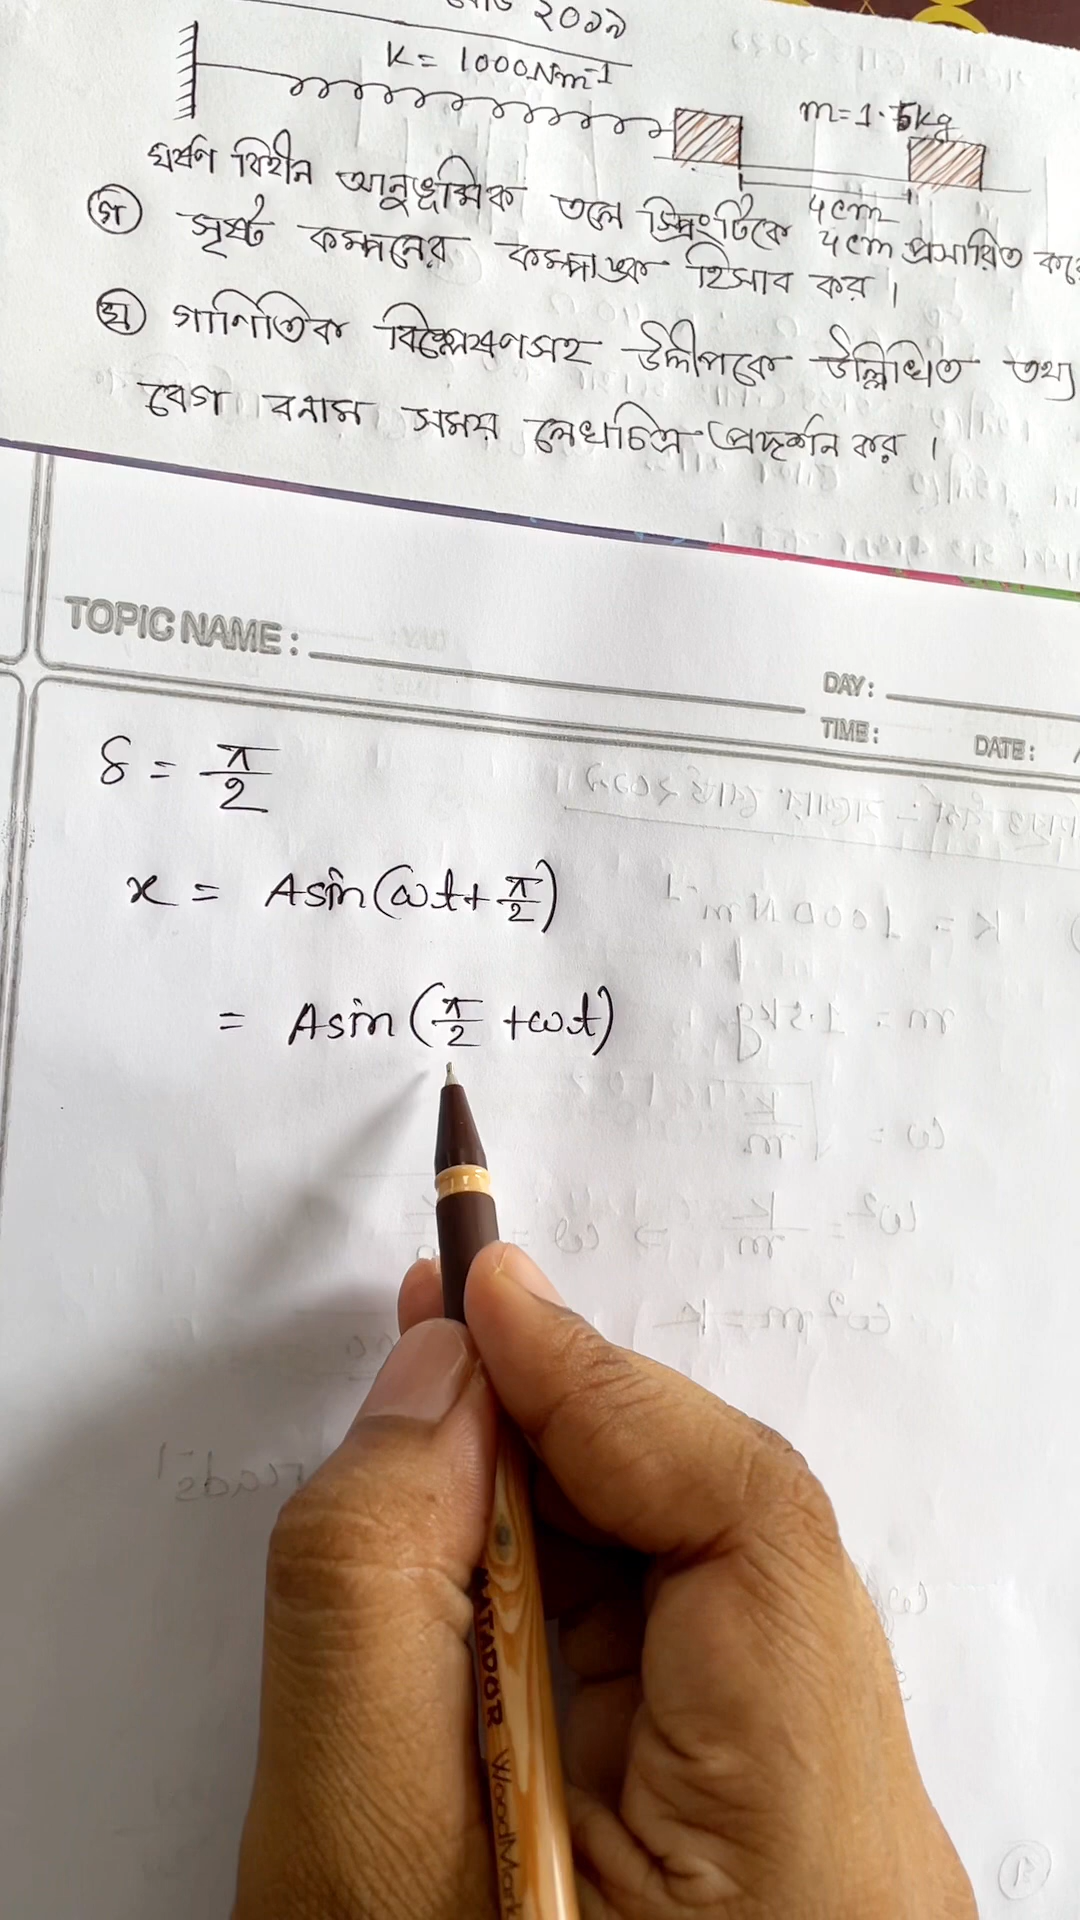 ২০১৯
K = 1000Nm⁻¹
m=1.5kg
4cm
ঘর্ষণ বিহীন আনুভূমিক তলে স্প্রিংটিকে 4cm প্রসারিত করে
(গ) সৃষ্ট কম্পনের কম্পাঙ্ক হিসাব কর।
(ঘ) গাণিতিক বিশ্লেষণসহ উদ্দীপকে উল্লিখিত তথ্য
বেগ বনাম সময় লেখচিত্র প্রদর্শন কর।
TOPIC NAME :
DAY :
TIME :
DATE :
δ = π/2
x = Asin(ωt+π/2)
= Asin(π/2 +ωt)
MATADOR WoodMark